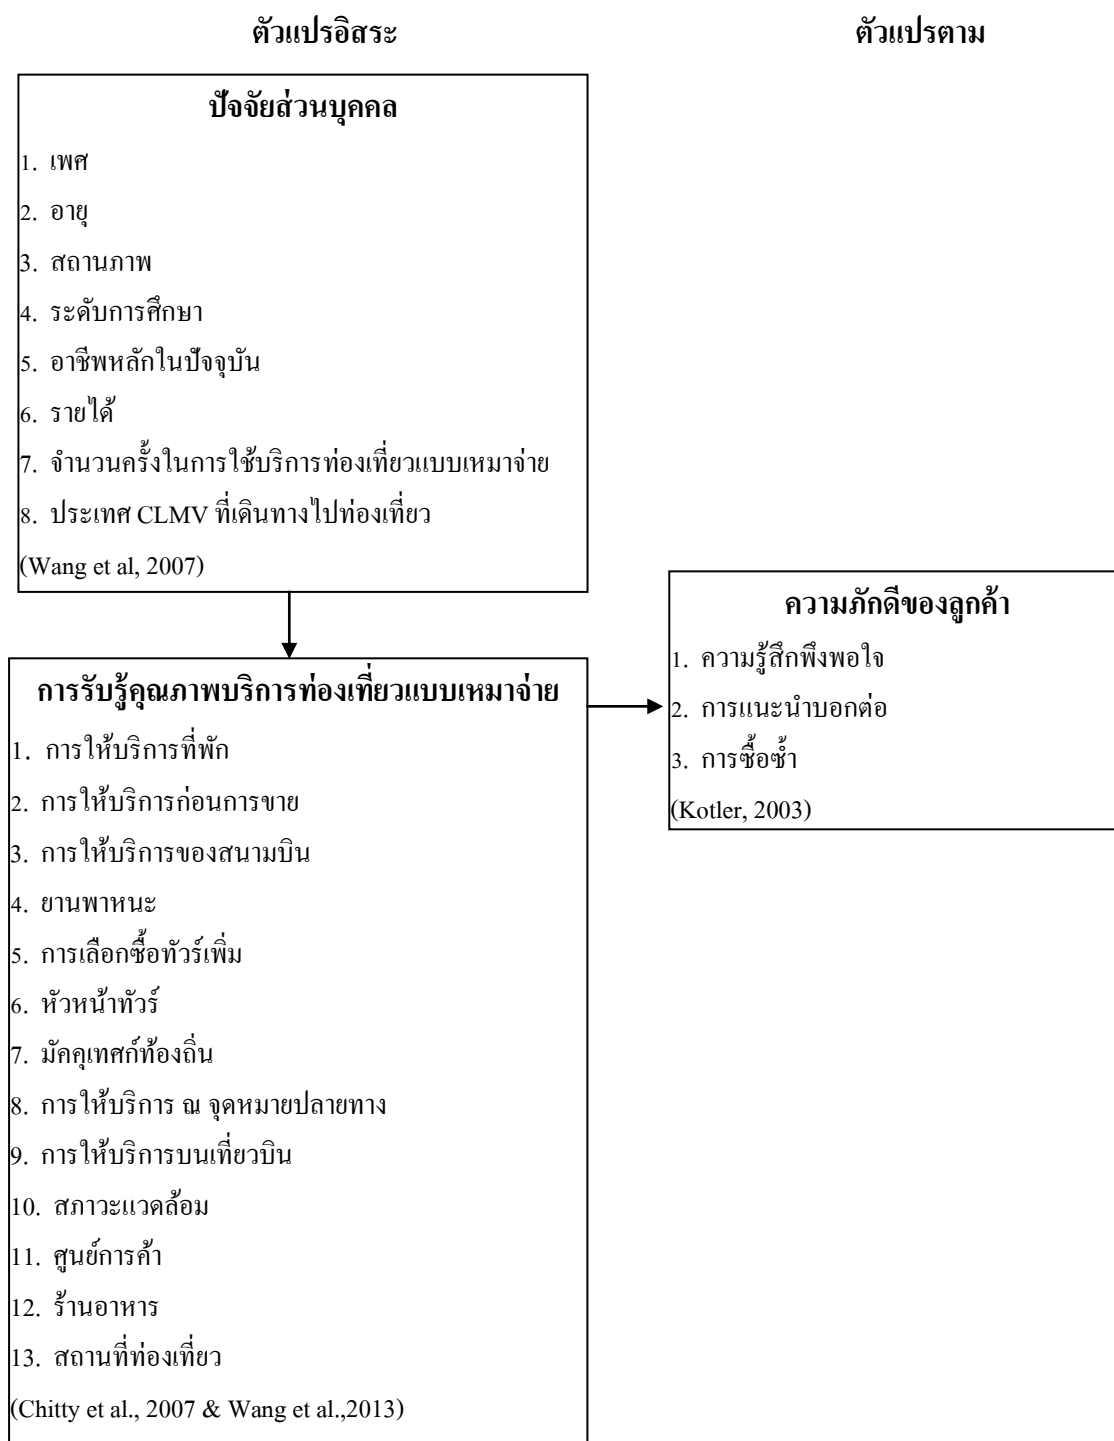 ตัวแปรอิสระ
ตัวแปรตาม
ปัจจัยส่วนบุคคล
1. เพศ
2. อายุ
3. สถานภาพ
4. ระดับการศึกษา
5. อาชีพหลักในปัจจุบัน
6. รายได้
7. จำนวนครั้งในการใช้บริการท่องเที่ยวแบบเหมาจ่าย
8. ประเทศ CLMV ที่เดินทางไปท่องเที่ยว
(Wang et al, 2007)
การรับรู้คุณภาพบริการท่องเที่ยวแบบเหมาจ่าย
1. การให้บริการที่พัก
2. การให้บริการก่อนการขาย
3. การให้บริการของสนามบิน
4. ยานพาหนะ
5. การเลือกซื้อทัวร์เพิ่ม
6. หัวหน้าทัวร์
7. มัคคุเทศก์ท้องถิ่น
8. การให้บริการ ณ จุดหมายปลายทาง
9. การให้บริการบนเที่ยวบิน
10. สภาวะแวดล้อม
11. ศูนย์การค้า
12. ร้านอาหาร
13. สถานที่ท่องเที่ยว
(Chitty et al., 2007 & Wang et al.,2013)
ความภักดีของลูกค้า
1. ความรู้สึกพึงพอใจ
2. การแนะนำบอกต่อ
3. การซื้อซ้ำ
(Kotler, 2003)